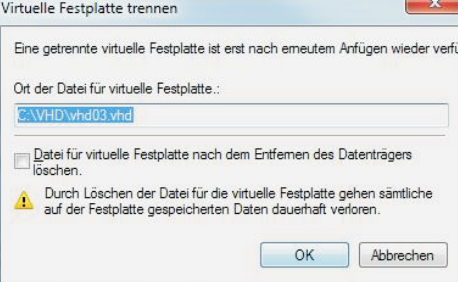 Virtuelle Festplatte trennen
Eine getrennte virtuelle Festplatte ist erst nach erneutem Anfügen wieder verfü
Ort der Datei für virtuelle Festplatte.:
C:\VHD\vhd03.vhd
Datei für virtuelle Festplatte nach dem Entfernen des Datenträgers
löschen.
Durch Löschen der Datei für die virtuelle Festplatte gehen sämtliche
auf der Festplatte gespeicherten Daten dauerhaft verloren.
OK Abbrechen